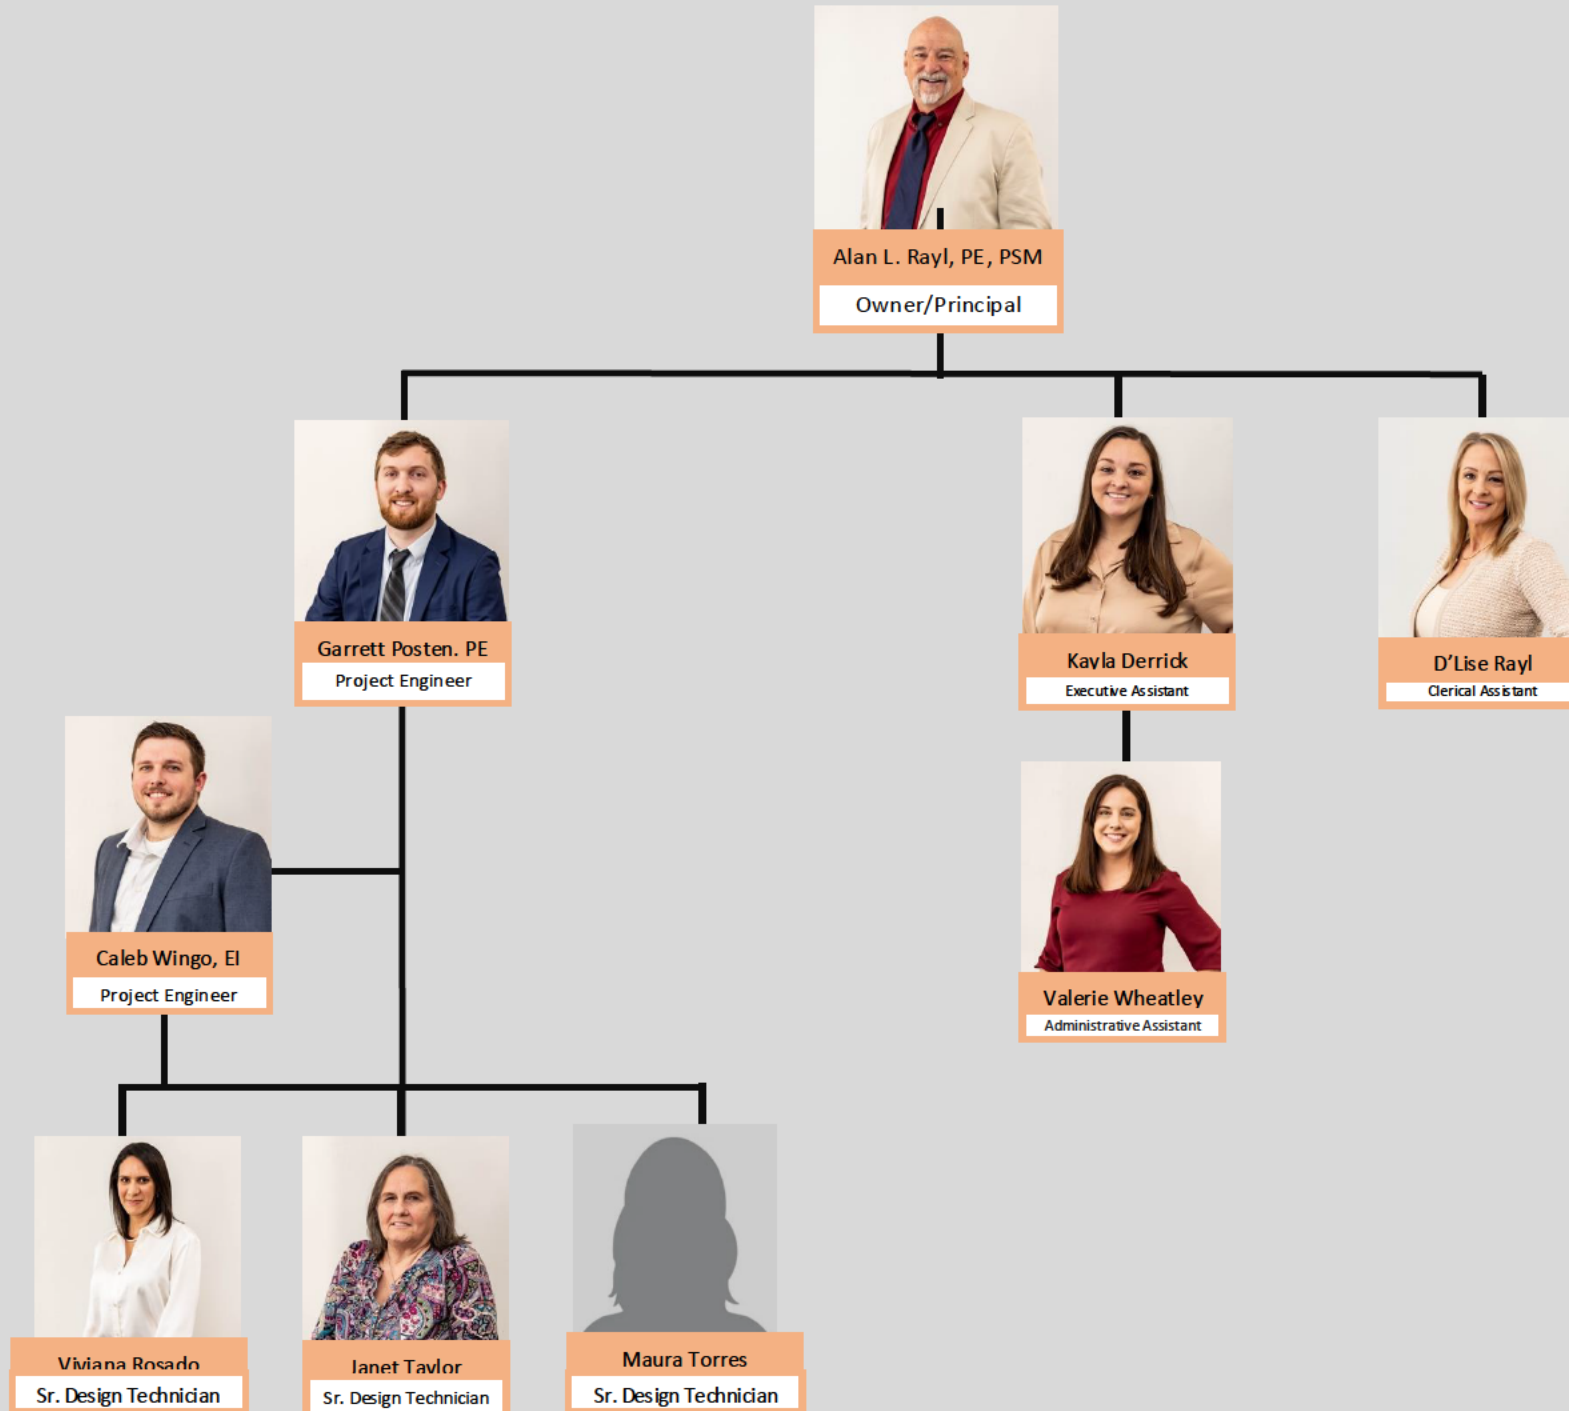 Alan L. Rayl, PE, PSM
Owner/Principal
Garrett Posten. PE
Project Engineer
Kayla Derrick
Executive Assistant
D'Lise Rayl
Clerical Assistant
Caleb Wingo, EI
Project Engineer
Valerie Wheatley
Administrative Assistant
Viviana Rosado
Sr. Design Technician
Janet Taylor
Sr. Design Technician
Maura Torres
Sr. Design Technician